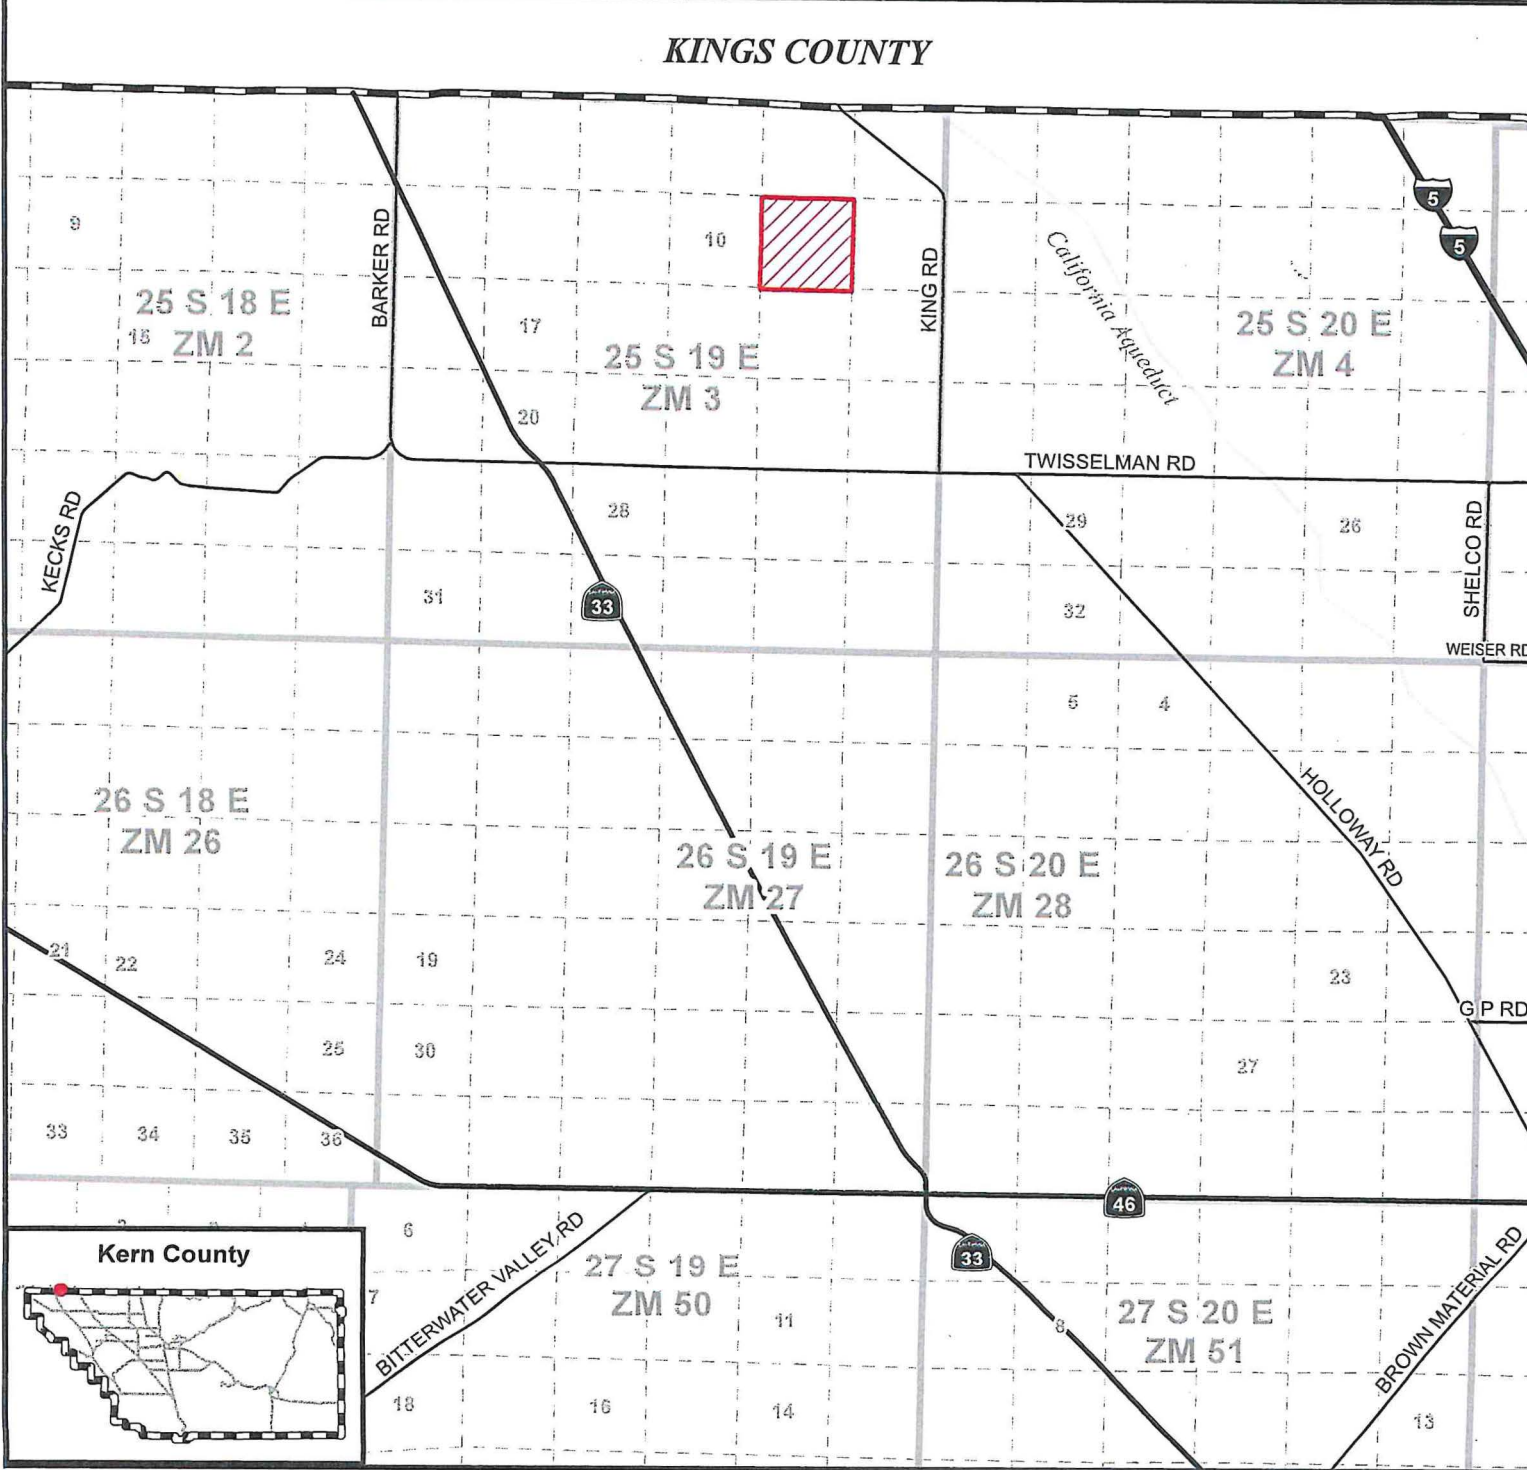 KINGS COUNTY
9
BARKER RD
10
KING RD
California Aqueduct
5
5
25 S 18 E
ZM 2
15
17
25 S 19 E
ZM 3
20
25 S 20 E
ZM 4
TWISSELMAN RD
KECKS RD
28
29
26
SHELCO RD
31
33
32
WEISER RD
5
4
26 S 18 E
ZM 26
26 S 19 E
ZM 27
26 S 20 E
ZM 28
HOLLOWAY RD
21
22
24
19
23
G P RD
25
30
27
33
34
35
36
46
6
BITTERWATER VALLEY RD
27 S 19 E
ZM 50
33
BROWN MATERIAL RD
Kern County
7
11
8
27 S 20 E
ZM 51
18
16
14
13